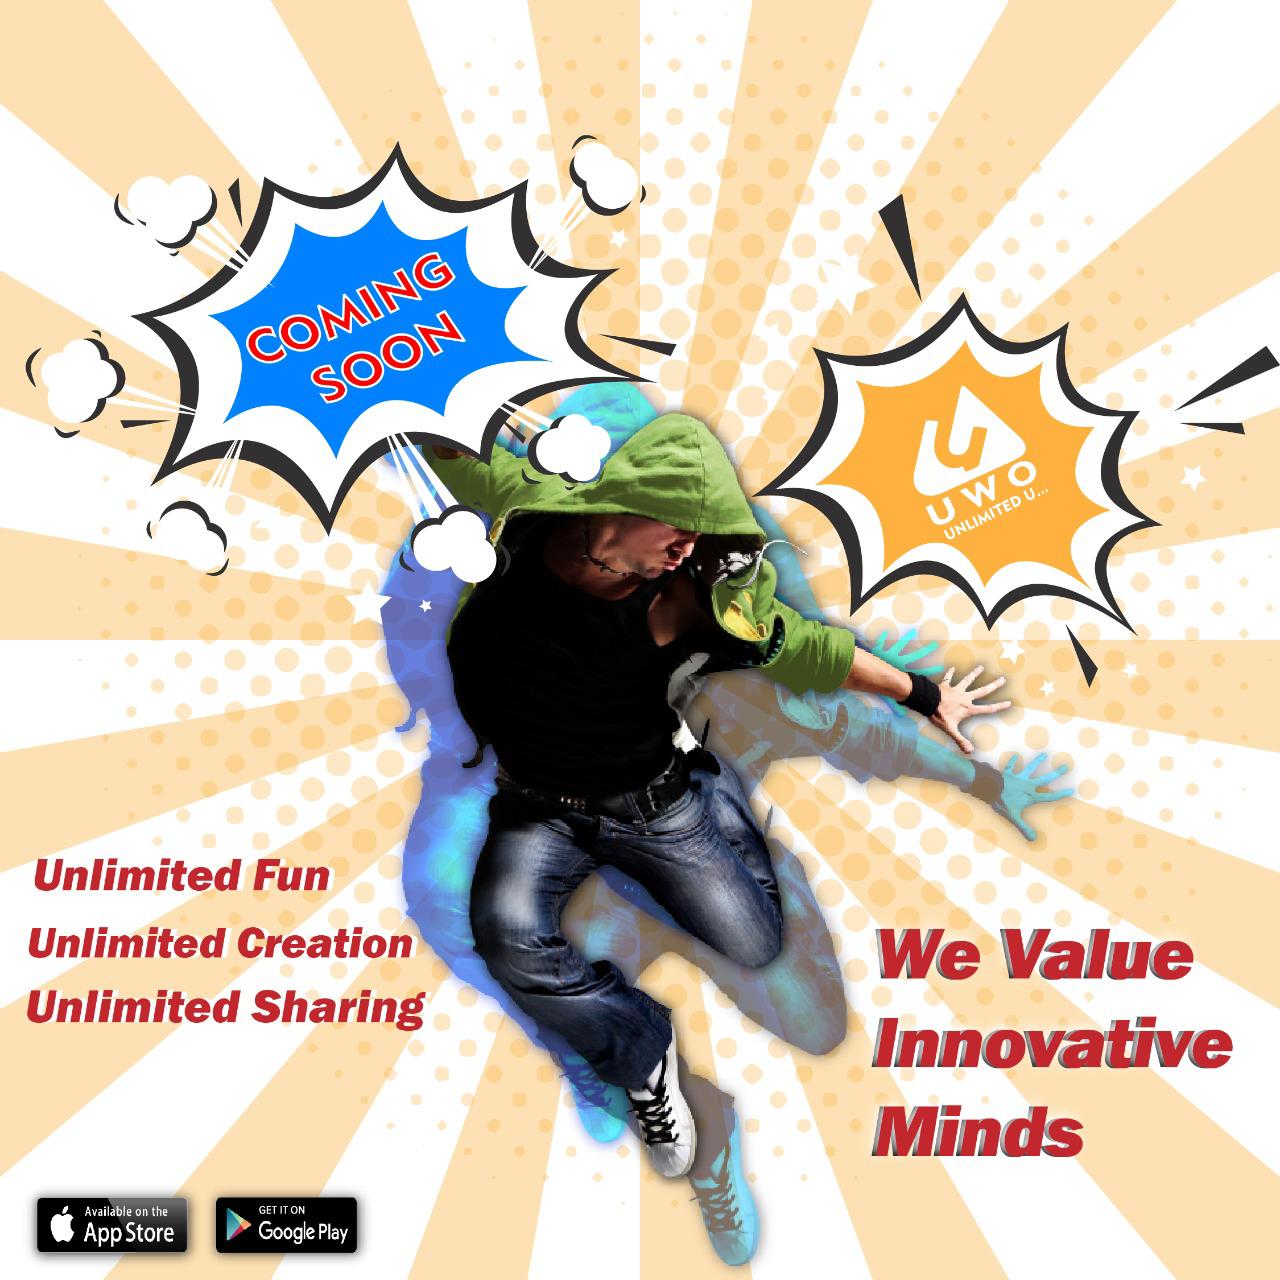 COMING
SOON
U
UWO
UNLIMITED U...
Unlimited Fun
Unlimited Creation
Unlimited Sharing
We Value
Innovative
Minds
Available on the
App Store
GET IT ON
Google Play